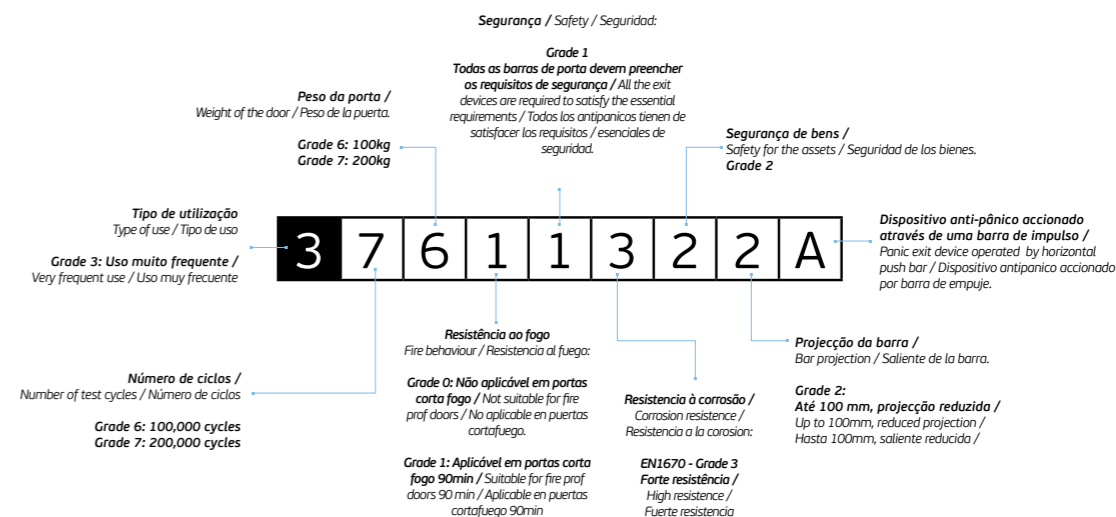 Segurança / Safety / Seguridad:
Grade 1
Todas as barras de porta devem preencher
os requisitos de segurança / All the exit
devices are required to satisfy the essential
requirements / Todos los antipanicos tienen de
satisfacer los requisitos / esenciales de
seguridad.
Peso da porta /
Weight of the door / Peso de la puerta.
Grade 6: 100kg
Grade 7: 200kg
Segurança de bens /
Safety for the assets / Seguridad de los bienes.
Grade 2
Tipo de utilização
Type of use / Tipo de uso
Grade 3: Uso muito frequente /
Very frequent use / Uso muy frecuente
3 7 6 1 1 3 2 2 A
Dispositivo anti-pânico accionado
através de uma barra de impulso /
Panic exit device operated by horizontal
push bar / Dispositivo antipanico accionado
por barra de empuje.
Número de ciclos /
Number of test cycles / Número de ciclos
Grade 6: 100,000 cycles
Grade 7: 200,000 cycles
Resistência ao fogo
Fire behaviour / Resistencia al fuego:
Grade 0: Não aplicável em portas
corta fogo / Not suitable for fire
prof doors / No aplicable en puertas
cortafuego.
Grade 1: Aplicável em portas corta
fogo 90min / Suitable for fire prof
doors 90 min / Aplicable en puertas
cortafuego 90min
Resistencia à corrosão /
Corrosion resistence /
Resistencia a la corosion:
EN1670 - Grade 3
Forte resistência /
High resistence /
Fuerte resistencia
Projecção da barra /
Bar projection / Saliente de la barra.
Grade 2:
Até 100 mm, projecção reduzida /
Up to 100mm, reduced projection /
Hasta 100mm, saliente reducida /